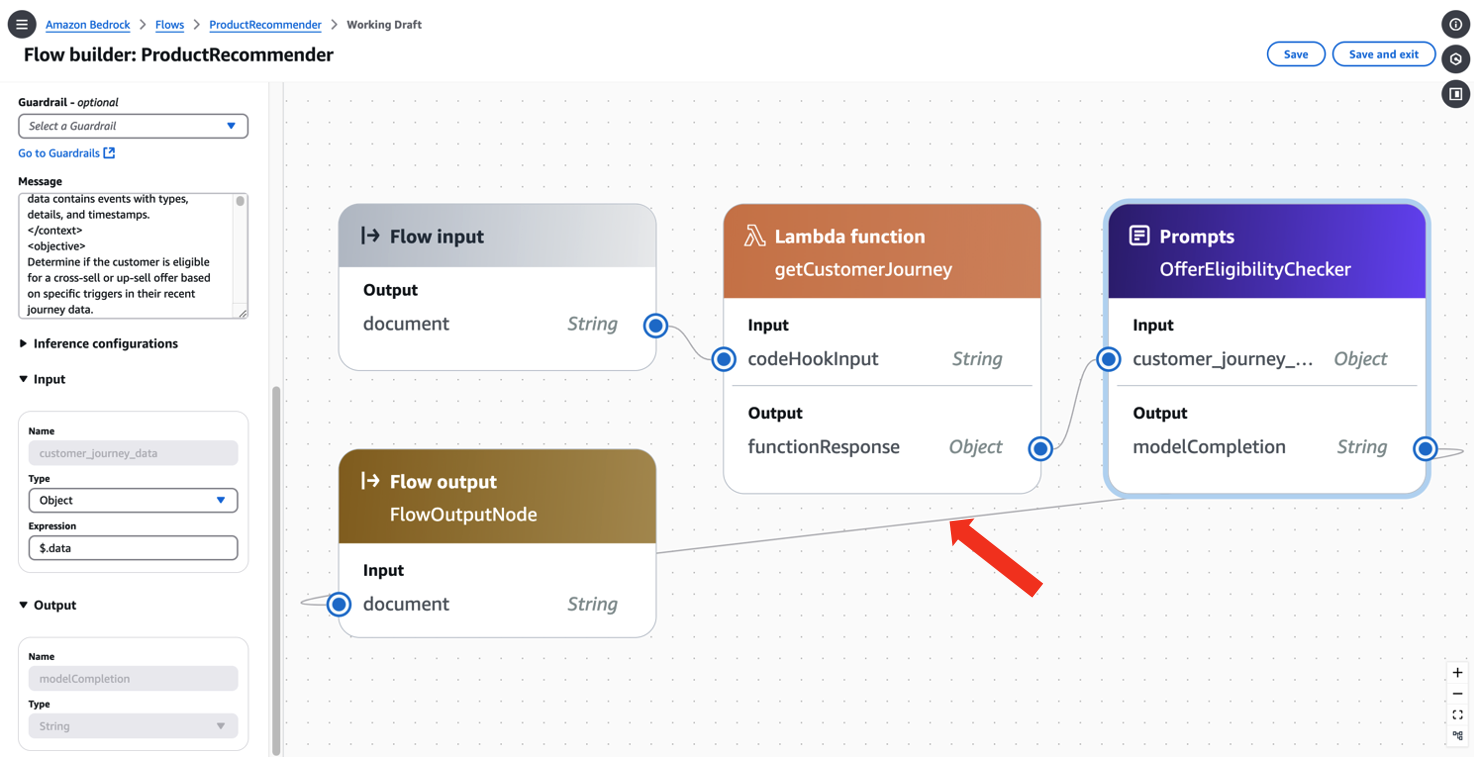 Amazon Bedrock > Flows > ProductRecommender > Working Draft
Flow builder: ProductRecommender
Save
Save and exit
Guardrail - optional
Select a Guardrail
Go to Guardrails
Message
data contains events with types,
details, and timestamps.
</context>
<objective>
Determine if the customer is eligible
for a cross-sell or up-sell offer based
on specific triggers in their recent
journey data.
Inference configurations
Input
Name
customer_journey_data
Type
Object
Expression
$.data
Output
Name
modelCompletion
Type
String
Flow input
Output
document String
Flow output
FlowOutputNode
Input
document String
Lambda function
getCustomerJourney
Input
codeHookInput String
Output
functionResponse Object
Prompts
OfferEligibilityChecker
Input
customer_journey_... Object
Output
modelCompletion String